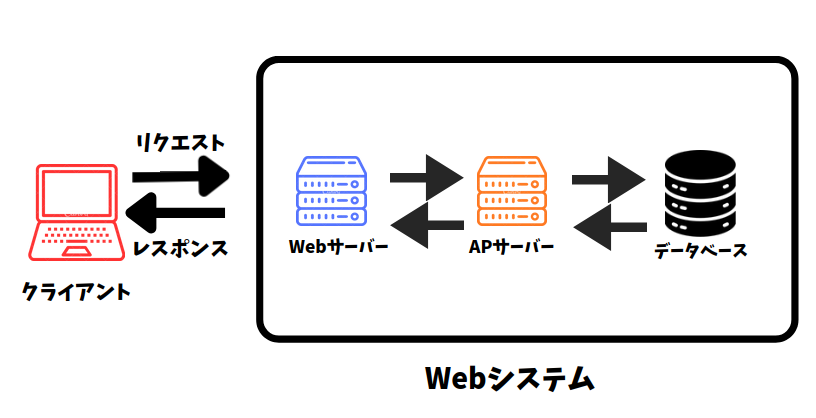 リクエスト
レスポンス
クライアント
Webサーバー
APサーバー
データベース
Webシステム